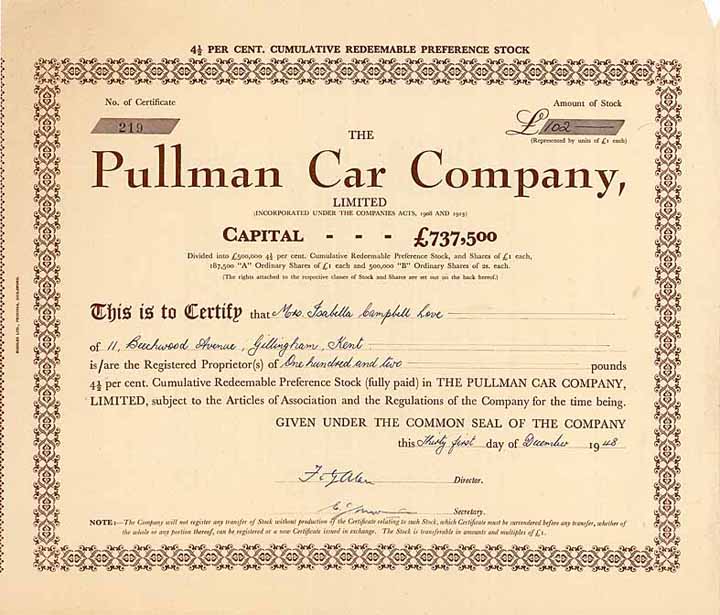 4½ PER CENT. CUMULATIVE REDEEMABLE PREFERENCE STOCK
No. of Certificate
219
Amount of Stock
£102
(Represented by units of £1 each)
THE
Pullman Car Company,
LIMITED
(INCORPORATED UNDER THE COMPANIES ACTS, 1908 AND 1913)
CAPITAL - - - £737,500
Divided into £500,000 4½ per cent. Cumulative Redeemable Preference Stock, and Shares of £1 each,
187,500 "A" Ordinary Shares of £1 each and 500,000 "B" Ordinary Shares of 2s. each.
(The rights attached to the respective classes of Stock and Shares are set out on the back hereof.)
This is to Certify that Mrs. Isabella Campbell Love
of 11, Beechwood Avenue, Gillingham, Kent
is/are the Registered Proprietor(s) of One hundred and two pounds
4½ per cent. Cumulative Redeemable Preference Stock (fully paid) in THE PULLMAN CAR COMPANY,
LIMITED, subject to the Articles of Association and the Regulations of the Company for the time being.
GIVEN UNDER THE COMMON SEAL OF THE COMPANY
this Thirty first day of December 1948
Director.
Secretary.
NOTE:—The Company will not register any transfer of Stock without production of the Certificate relating to such Stock, which Certificate must be surrendered before any transfer, whether of
the whole or any portion thereof, can be registered or a new Certificate issued in exchange. The Stock is transferable in amounts and multiples of £1.